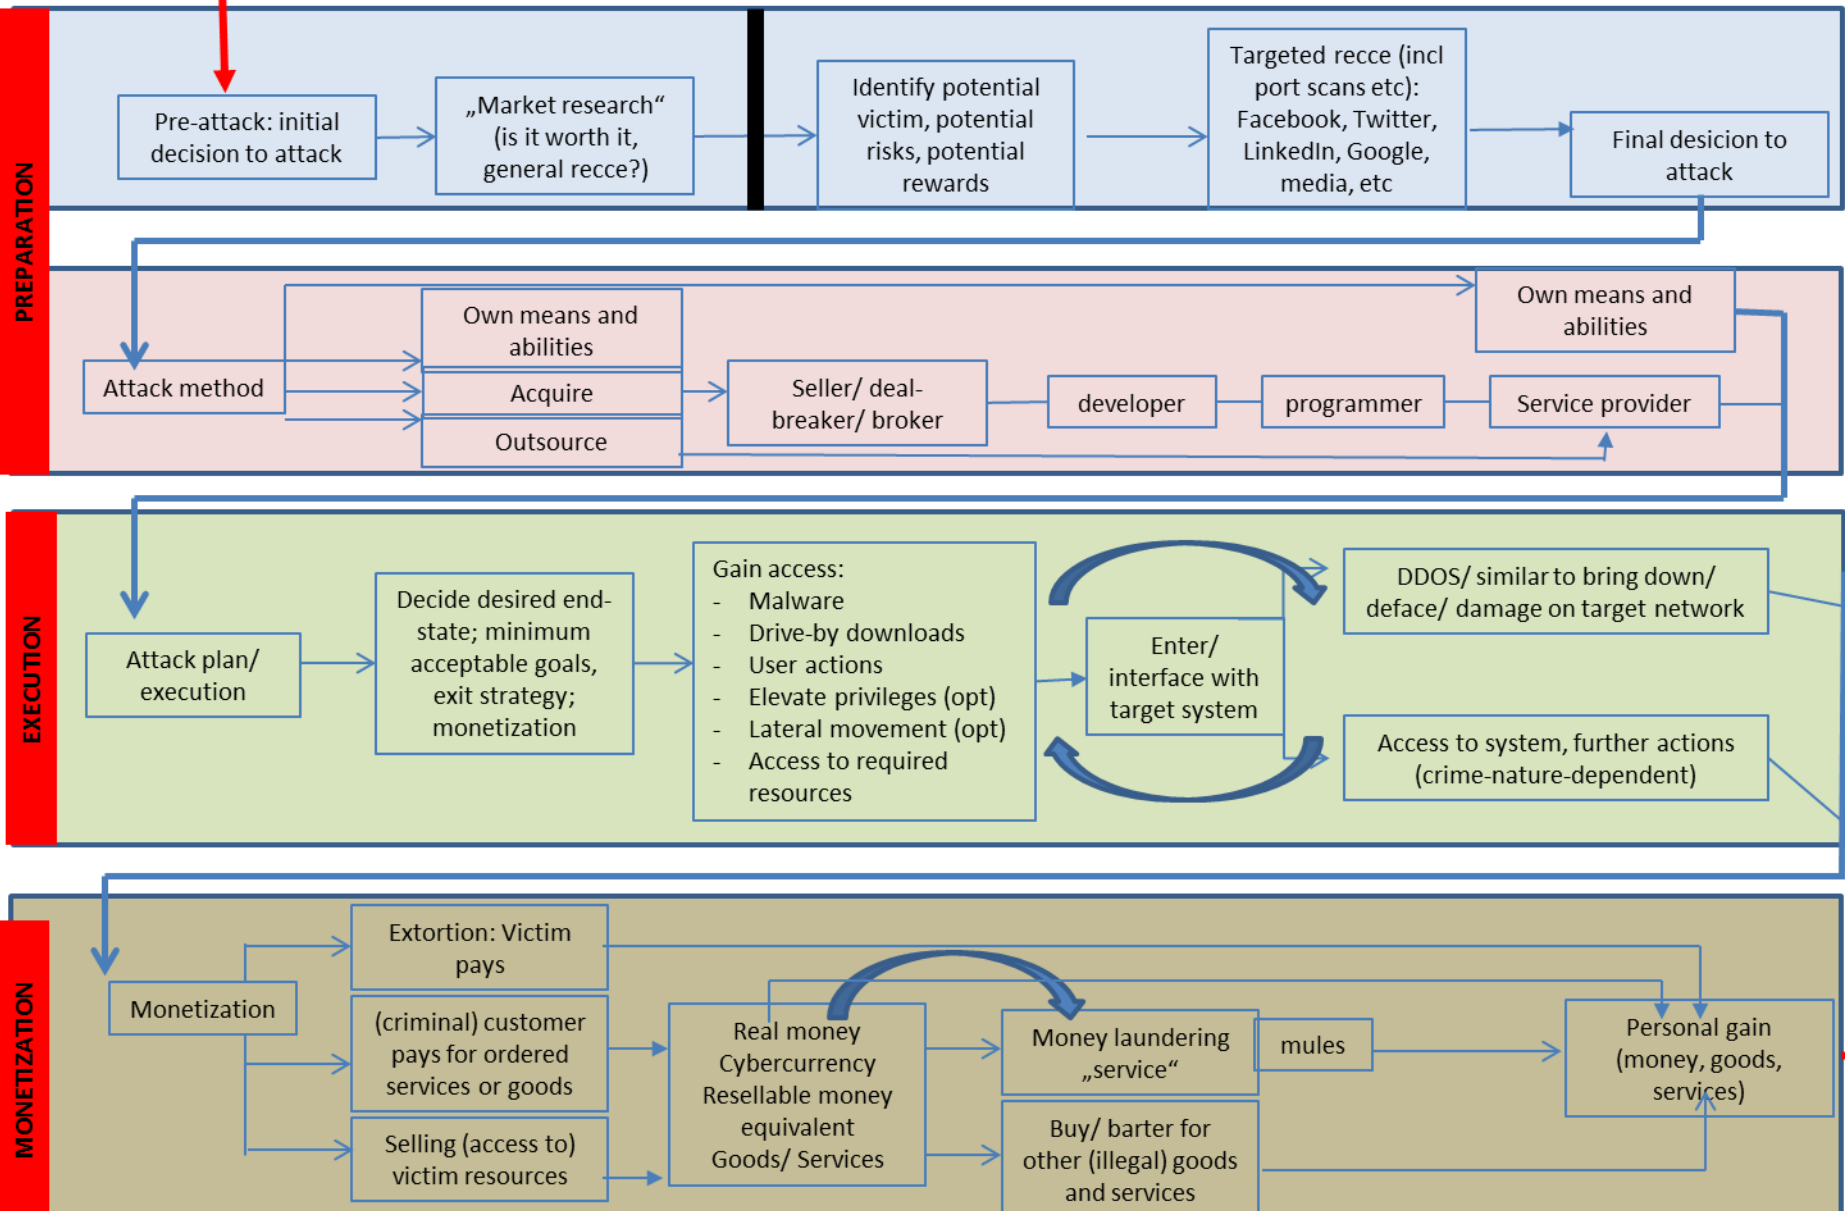 PREPARATION
Pre-attack: initial
decision to attack
„Market research“
(is it worth it,
general recce?)
Identify potential
victim, potential
risks, potential
rewards
Targeted recce (incl
port scans etc):
Facebook, Twitter,
LinkedIn, Google,
media, etc
Final desicion to
attack
Attack method
Own means and
abilities
Acquire
Outsource
Seller/ deal-
breaker/ broker
developer
programmer
Service provider
Own means and
abilities
EXECUTION
Attack plan/
execution
Decide desired end-
state; minimum
acceptable goals,
exit strategy;
monetization
Gain access:
- Malware
- Drive-by downloads
- User actions
- Elevate privileges (opt)
- Lateral movement (opt)
- Access to required
resources
Enter/
interface with
target system
DDOS/ similar to bring down/
deface/ damage on target network
Access to system, further actions
(crime-nature-dependent)
MONETIZATION
Monetization
Extortion: Victim
pays
(criminal) customer
pays for ordered
services or goods
Selling (access to)
victim resources
Real money
Cybercurrency
Resellable money
equivalent
Goods/ Services
Money laundering
„service“
mules
Buy/ barter for
other (illegal) goods
and services
Personal gain
(money, goods,
services)